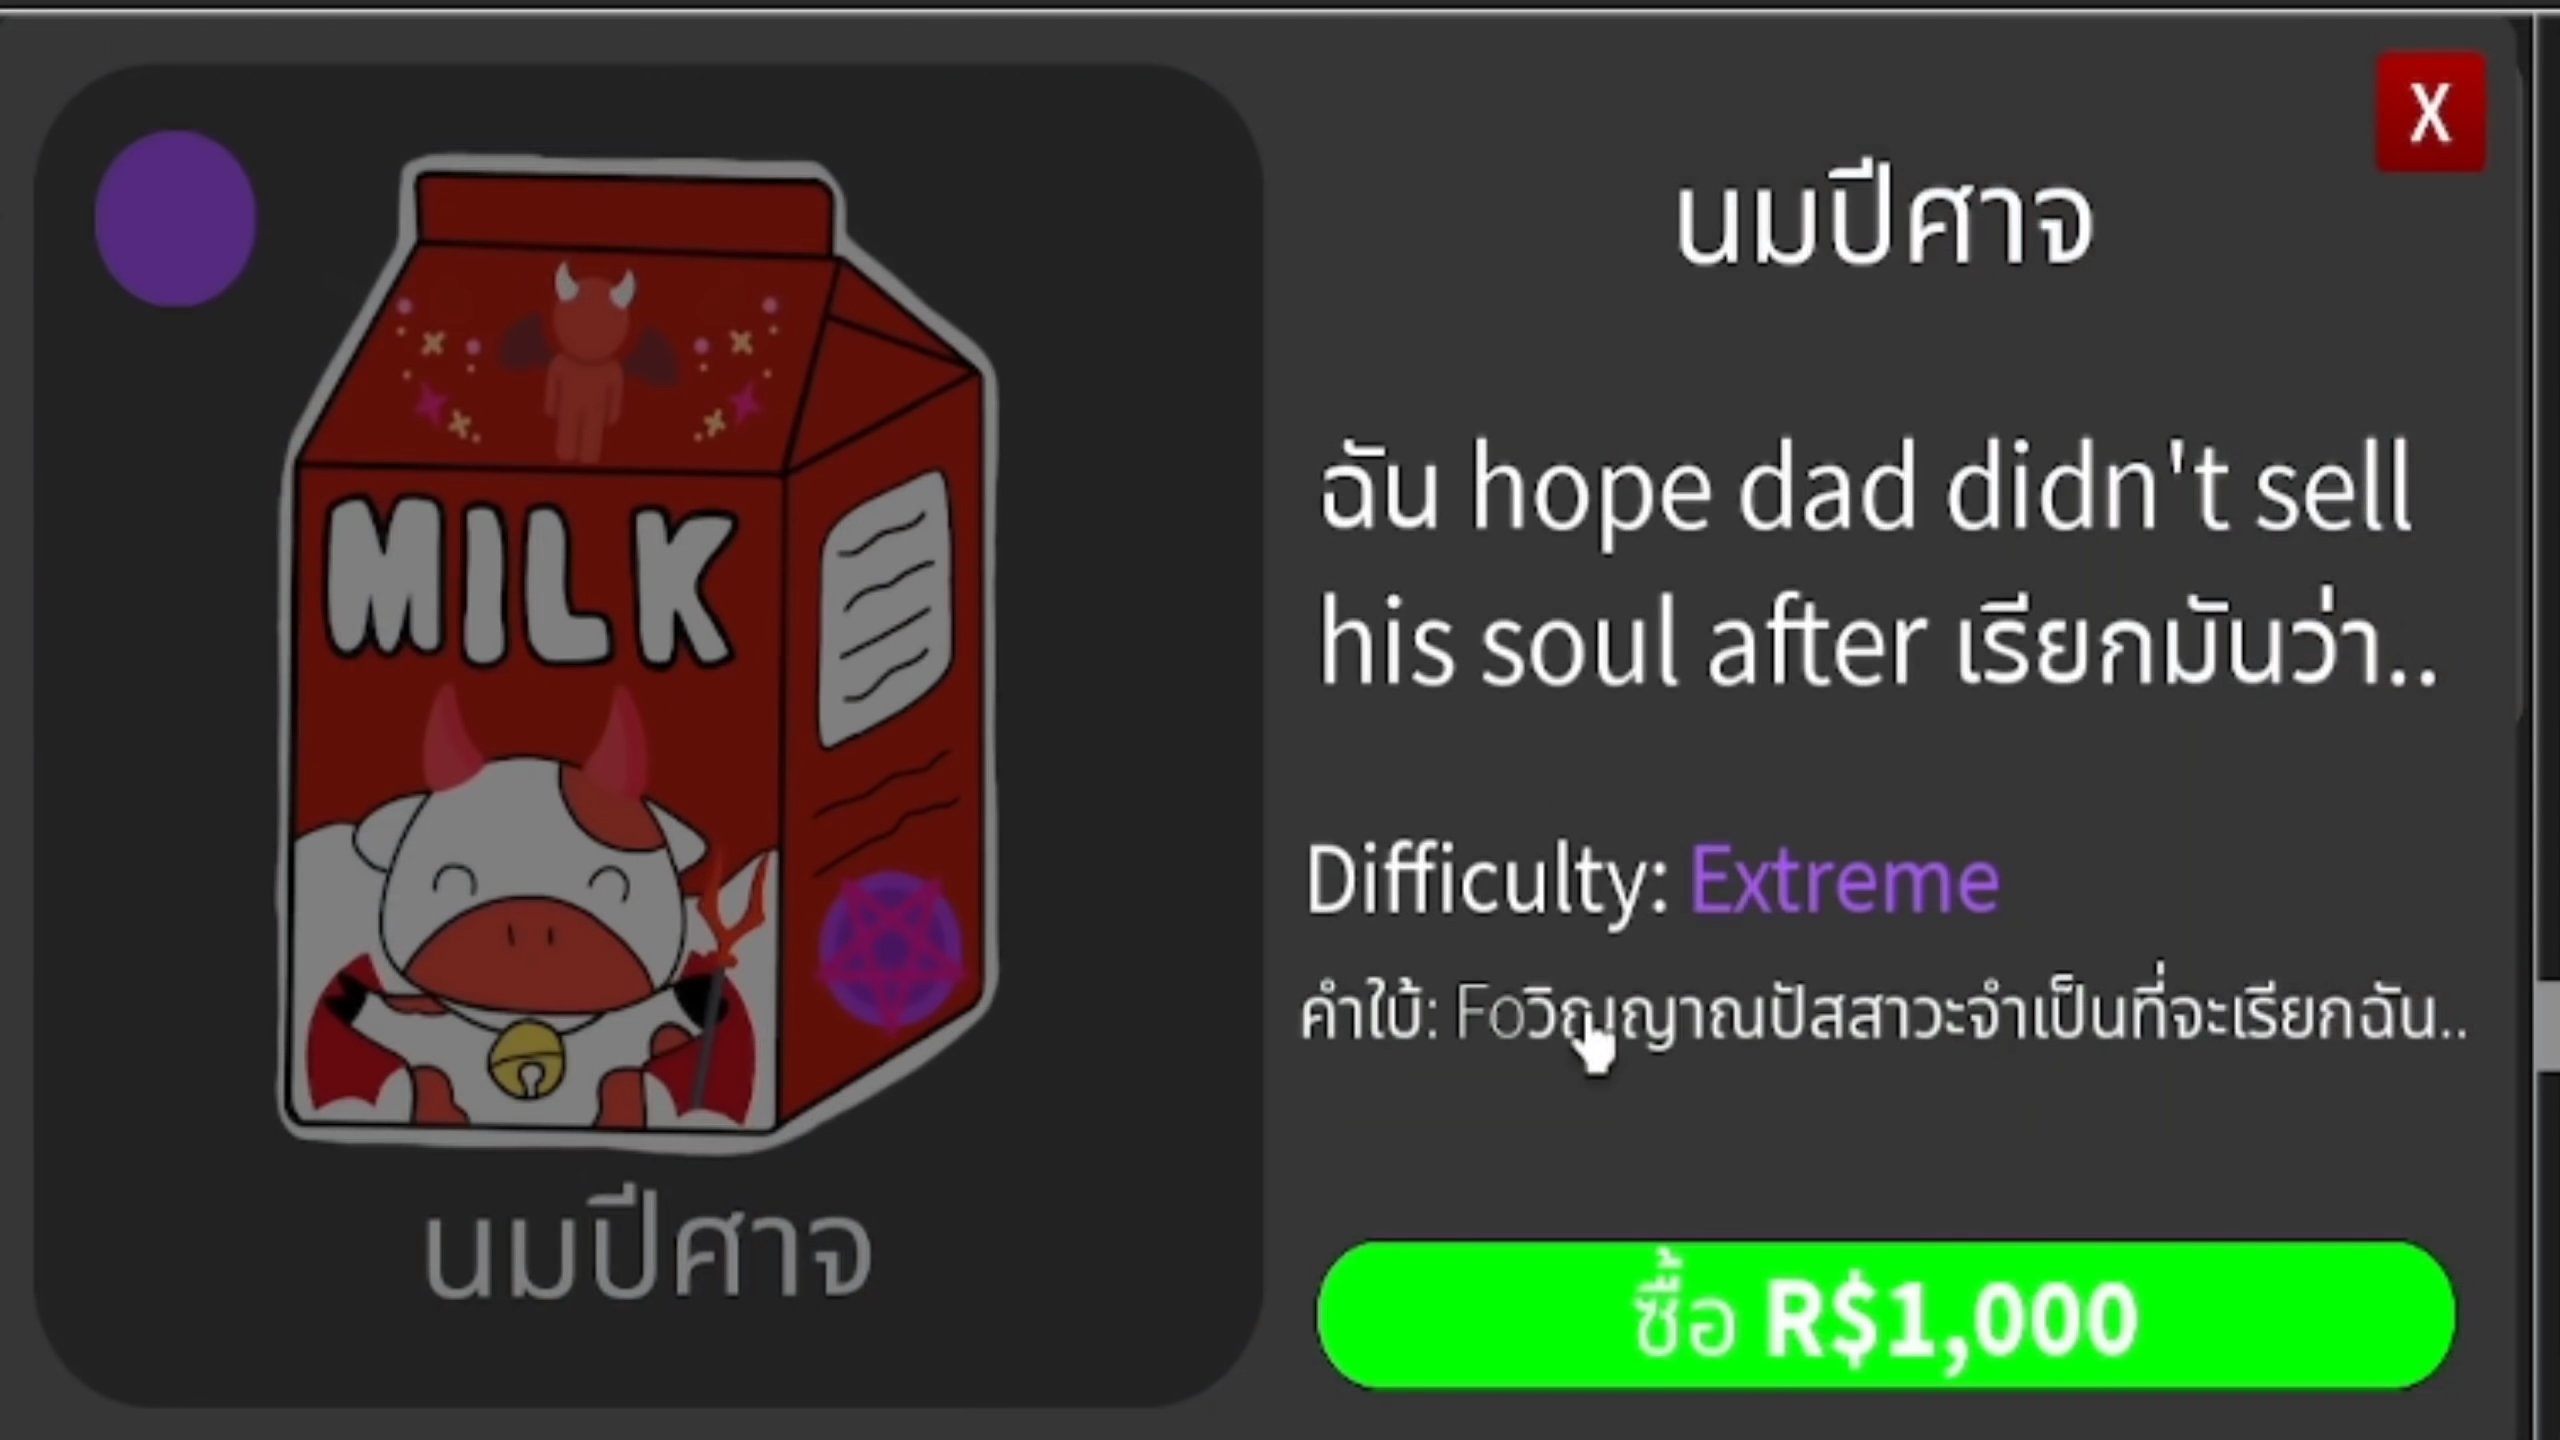 MILK
นมปีศาจ
X
นมปีศาจ
ฉัน hope dad didn't sell
his soul after เรียกมันว่า..
Difficulty: Extreme
คำใบ้: Foวิญญาณปัสสาวะจำเป็นที่จะเรียกฉัน..
ซื้อ R$1,000